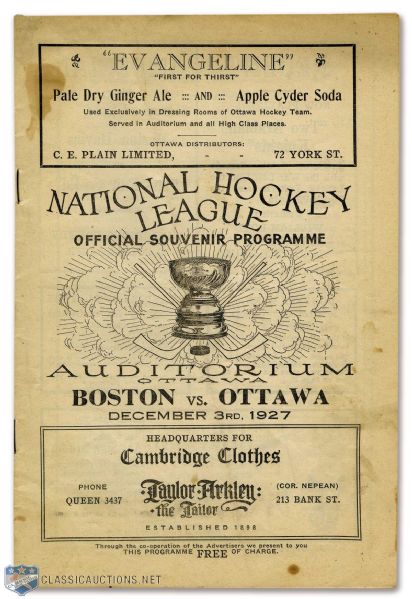 "EVANGELINE"
"FIRST FOR THIRST"
Pale Dry Ginger Ale ::: AND ::: Apple Cyder Soda
Used Exclusively in Dressing Rooms of Ottawa Hockey Team.
Served in Auditorium and all High Class Places.
OTTAWA DISTRIBUTORS:
C. E. PLAIN LIMITED, - - 72 YORK ST.
NATIONAL HOCKEY
LEAGUE
OFFICIAL SOUVENIR PROGRAMME
AUDITORIUM
OTTAWA
BOSTON vs. OTTAWA
DECEMBER 3RD, 1927
HEADQUARTERS FOR
Cambridge Clothes
PHONE
QUEEN 3437
Taylor-Arkley:
the Tailor
(COR. NEPEAN)
213 BANK ST.
ESTABLISHED 1898
Through the co-operation of the Advertisers we present to you
THIS PROGRAMME FREE OF CHARGE.
CLASSICAUCTIONS.NET